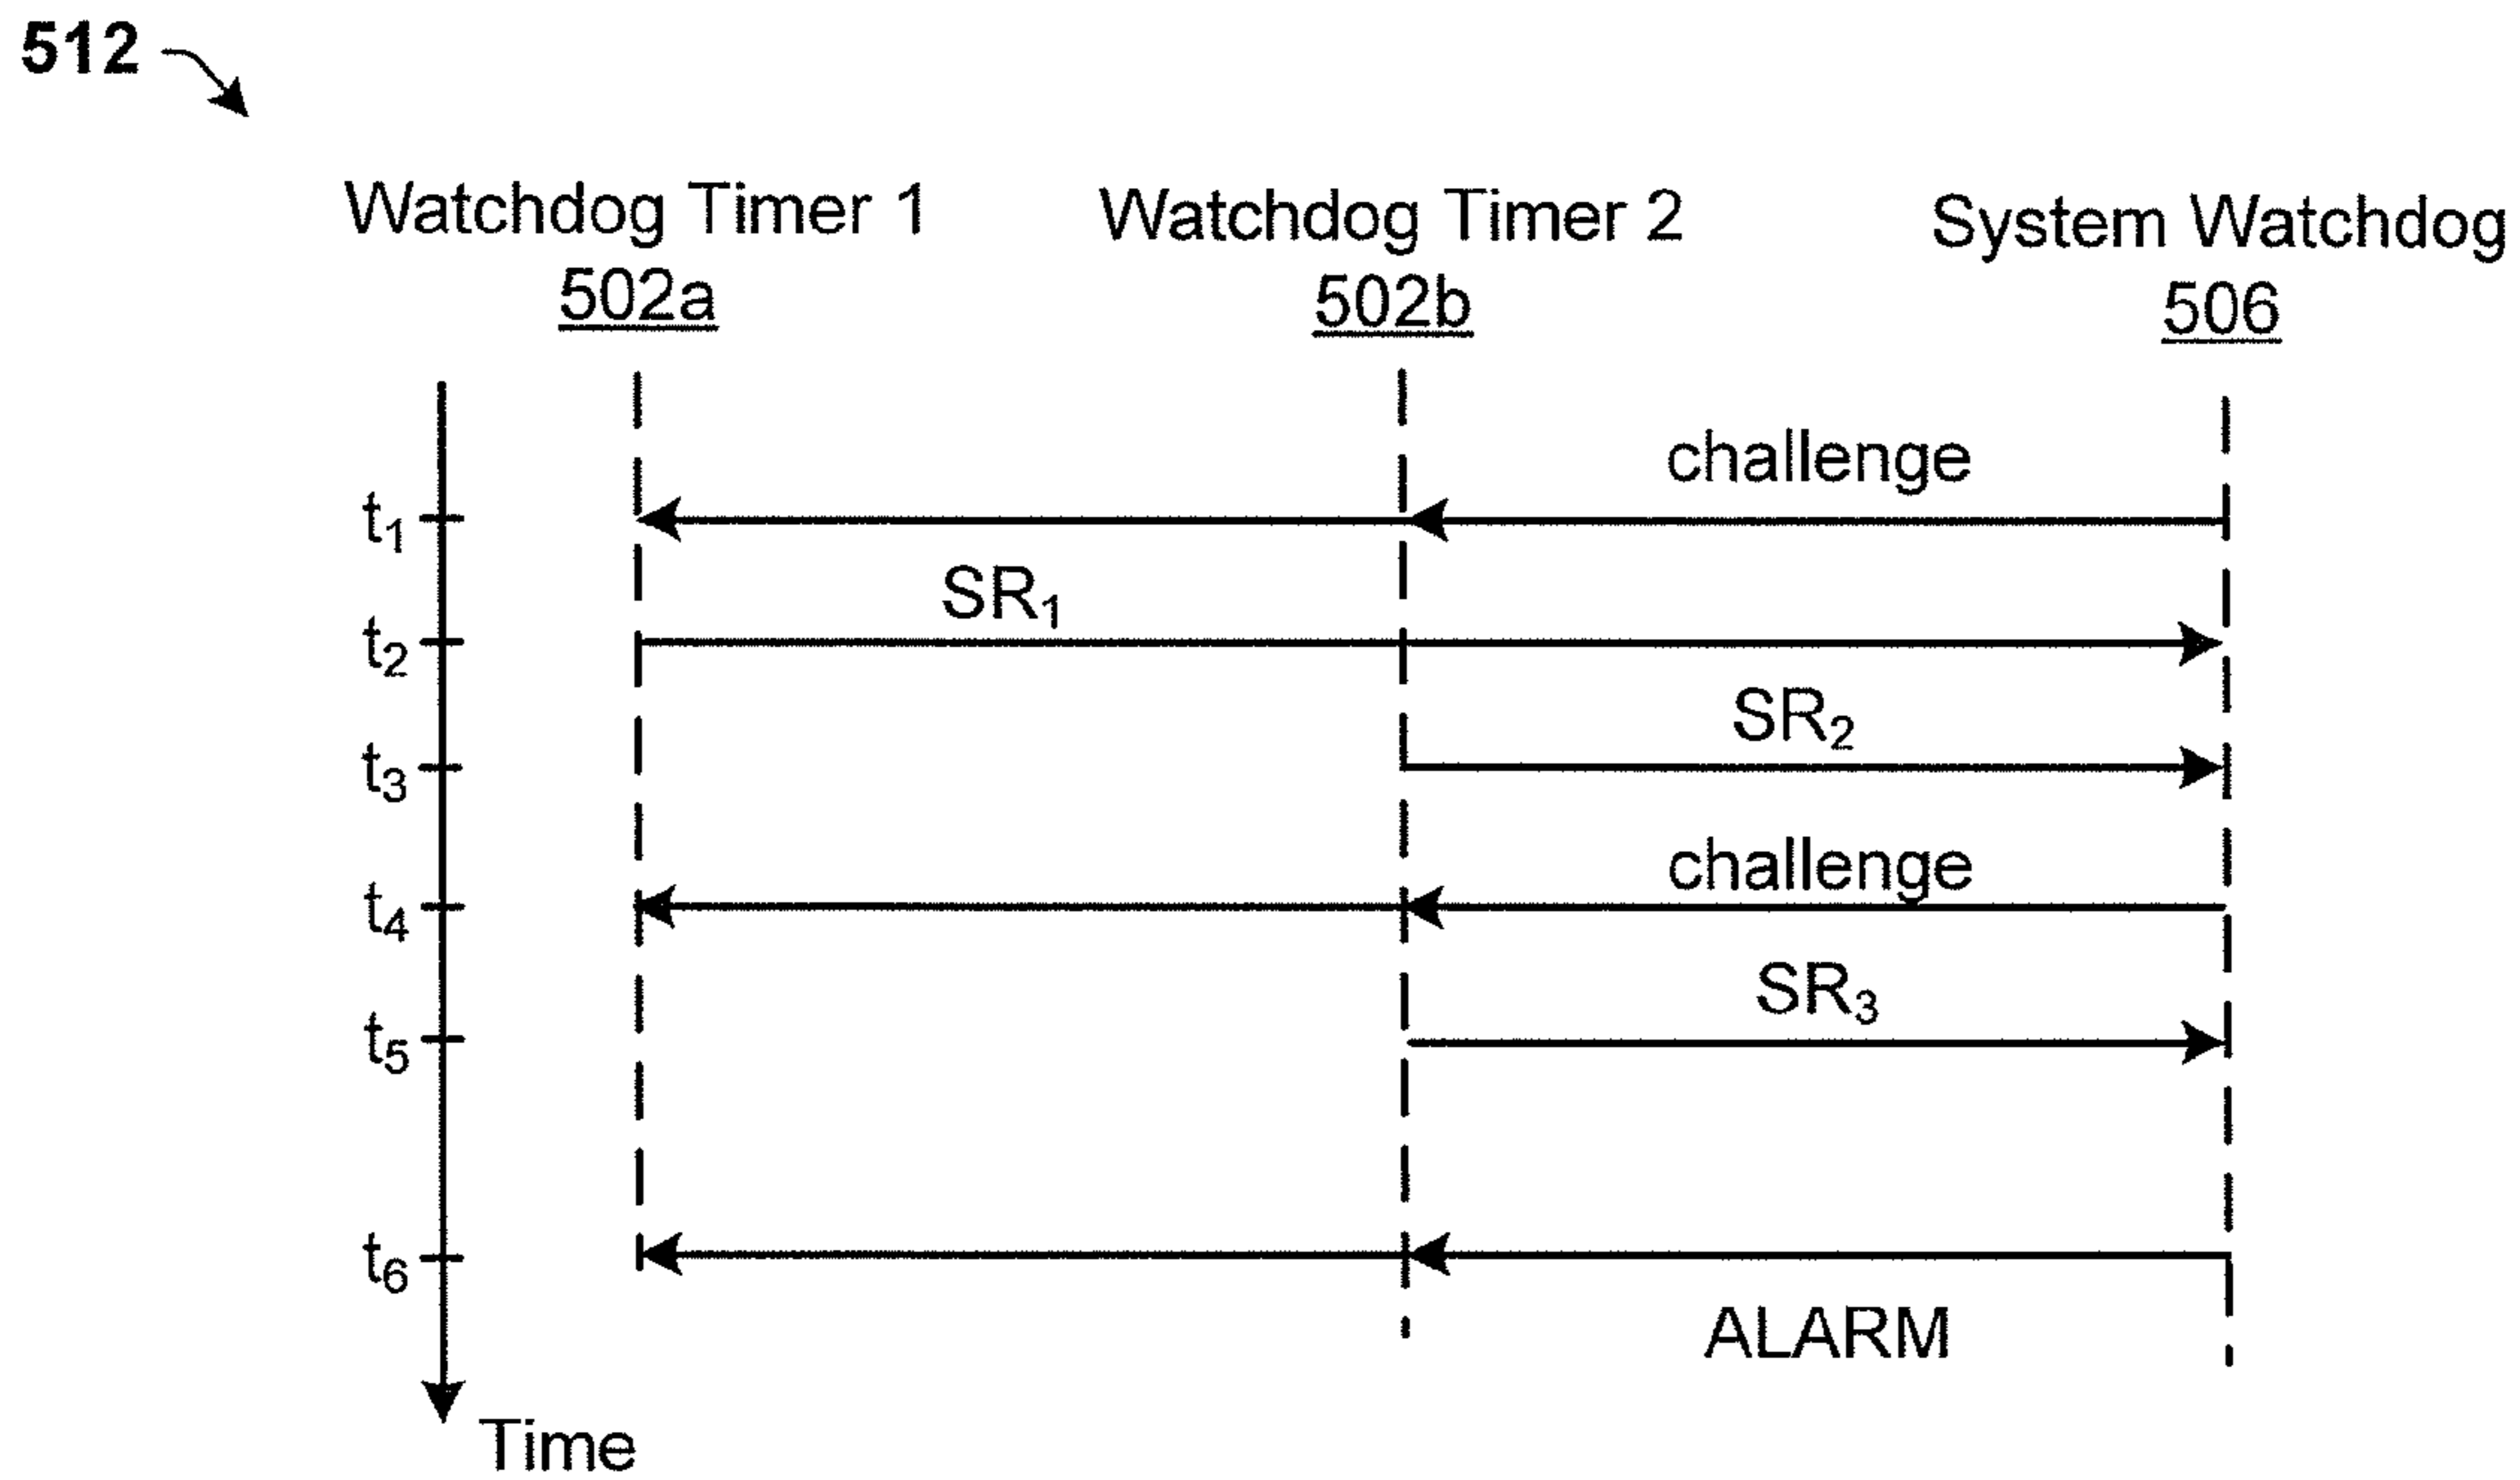 512
Watchdog Timer 1
502a
Watchdog Timer 2
502b
System Watchdog
506
challenge
t1
SR1
t2
SR2
t3
challenge
t4
SR3
t5
t6
ALARM
Time